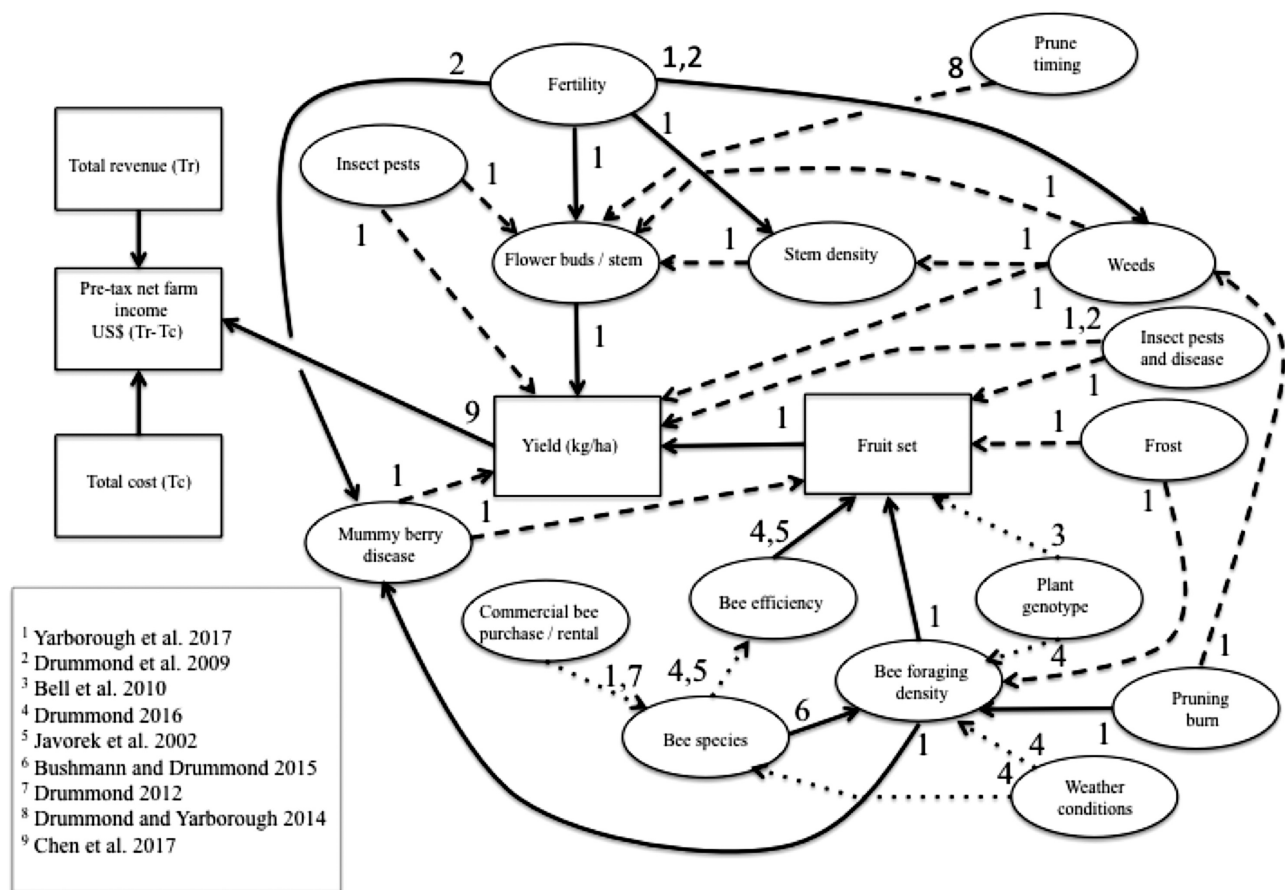 2
1,2
8
Prune
timing
Fertility
1
1
Total revenue (Tr)
Insect pests
1
1
1
Flower buds / stem
1
Stem density
1
Weeds
1
Pre-tax net farm
income
US$ (Tr-Tc)
1
1
1,2
Insect pests
and disease
1
9
Yield (kg/ha)
1
Fruit set
1
Frost
Total cost (Tc)
1
1
1
Mummy berry
disease
4,5
3
Commercial bee
purchase / rental
Bee efficiency
Plant
genotype
1
4
1
1,7
4,5
Bee foraging
density
Pruning
burn
Bee species
6
1
1
4
4
Weather
conditions
1 Yarborough et al. 2017
2 Drummond et al. 2009
3 Bell et al. 2010
4 Drummond 2016
5 Javorek et al. 2002
6 Bushmann and Drummond 2015
7 Drummond 2012
8 Drummond and Yarborough 2014
9 Chen et al. 2017